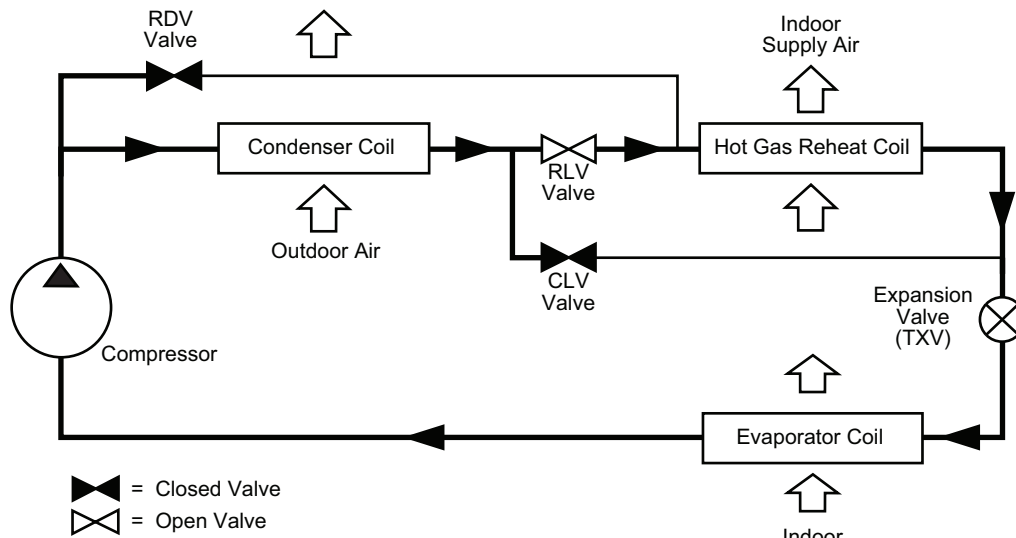 RDV
Valve
Indoor
Supply Air
Condenser Coil
RLV
Valve
Hot Gas Reheat Coil
Outdoor Air
CLV
Valve
Expansion
Valve
(TXV)
Compressor
Evaporator Coil
= Closed Valve
= Open Valve
Indoor